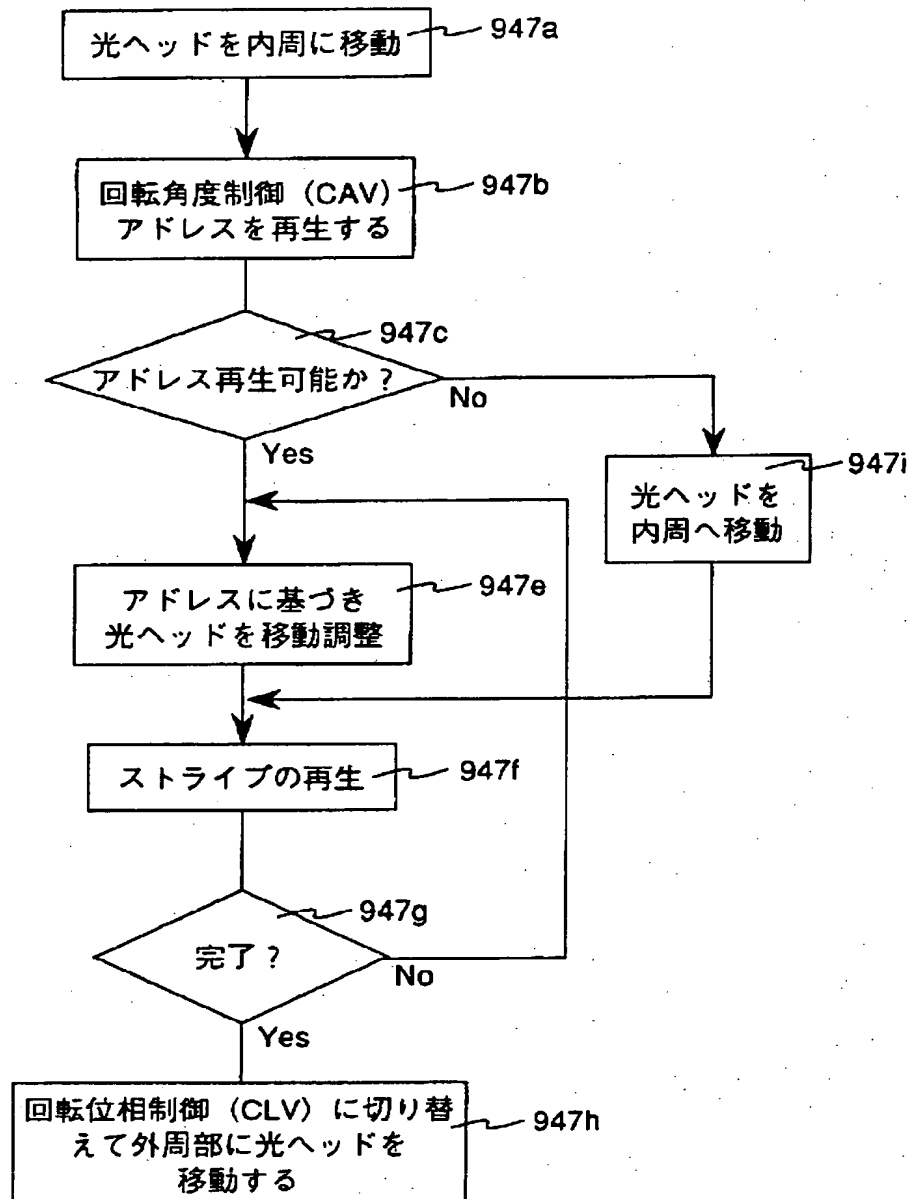 光ヘッドを内周に移動
947a
回転角度制御（CAV）
アドレスを再生する
947b
947c
アドレス再生可能か？
No
Yes
947i
光ヘッドを
内周へ移動
アドレスに基づき
光ヘッドを移動調整
947e
ストライプの再生
947f
947g
完了？
No
Yes
回転位相制御（CLV）に切り替
えて外周部に光ヘッドを
移動する
947h